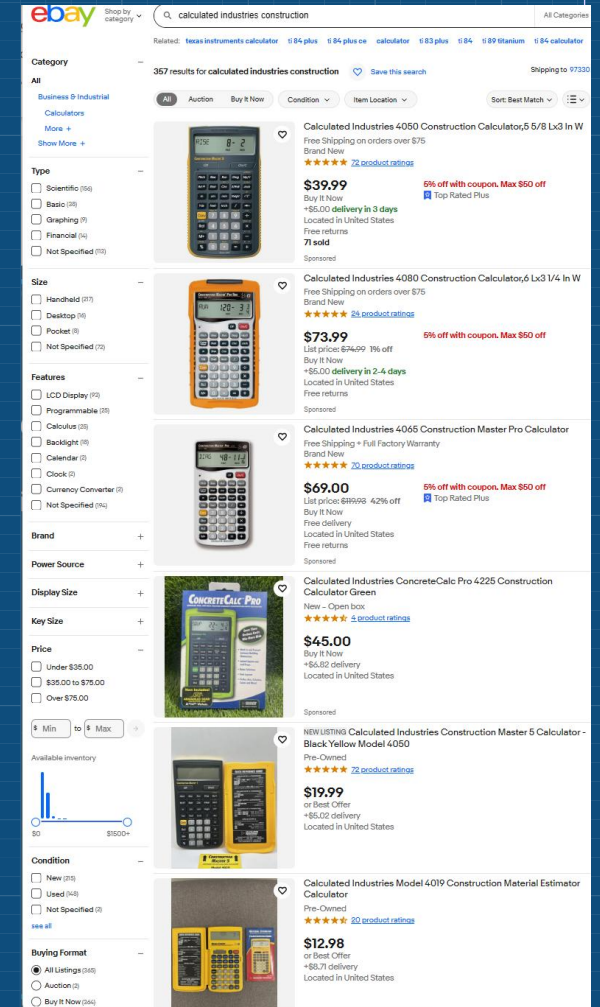 ebay
Shop by category
calculated industries construction
All Categories
Related: texas instruments calculator ti 84 plus ti 84 plus ce calculator ti 83 plus ti 84 ti 89 titanium ti 84 calculator
Category
All
Business & Industrial
Calculators
More +
Show More +
Type
Scientific (156)
Basic (28)
Graphing (9)
Financial (14)
Not Specified (112)
Size
Handheld (217)
Desktop (16)
Pocket (8)
Not Specified (72)
Features
LCD Display (93)
Programmable (25)
Calculus (25)
Backlight (18)
Calendar (2)
Clock (2)
Currency Converter (2)
Not Specified (194)
Brand
Power Source
Display Size
Key Size
Price
Under $35.00
$35.00 to $75.00
Over $75.00
$ Min to $ Max
Available inventory
$0 $1500+
Condition
New (215)
Used (148)
Not Specified (2)
see all
Buying Format
All Listings (365)
Auction (2)
Buy It Now (364)
357 results for calculated industries construction
Save this search
Shipping to 97330
All Auction Buy It Now Condition Item Location
Sort: Best Match
Calculated Industries 4050 Construction Calculator,5 5/8 Lx3 In W
Free Shipping on orders over $75
Brand New
72 product ratings
$39.99
Buy It Now
+$5.00 delivery in 3 days
Located in United States
Free returns
71 sold
Sponsored
5% off with coupon. Max $50 off
Top Rated Plus
Calculated Industries 4080 Construction Calculator,6 Lx3 1/4 In W
Free Shipping on orders over $75
Brand New
24 product ratings
$73.99
List price: $74.99 1% off
Buy It Now
+$5.00 delivery in 2-4 days
Located in United States
Free returns
Sponsored
5% off with coupon. Max $50 off
Calculated Industries 4065 Construction Master Pro Calculator
Free Shipping + Full Factory Warranty
Brand New
70 product ratings
$69.00
List price: $119.93 42% off
Buy It Now
Free delivery
Located in United States
Free returns
Sponsored
5% off with coupon. Max $50 off
Top Rated Plus
CONCRETECALC PRO
Calculated Industries ConcreteCalc Pro 4225 Construction
Calculator Green
New – Open box
4 product ratings
$45.00
Buy It Now
+$6.82 delivery
Located in United States
Sponsored
NEW LISTING Calculated Industries Construction Master 5 Calculator -
Black Yellow Model 4050
Pre-Owned
72 product ratings
$19.99
or Best Offer
+$5.02 delivery
Located in United States
Calculated Industries Model 4019 Construction Material Estimator
Calculator
Pre-Owned
20 product ratings
$12.98
or Best Offer
+$8.71 delivery
Located in United States